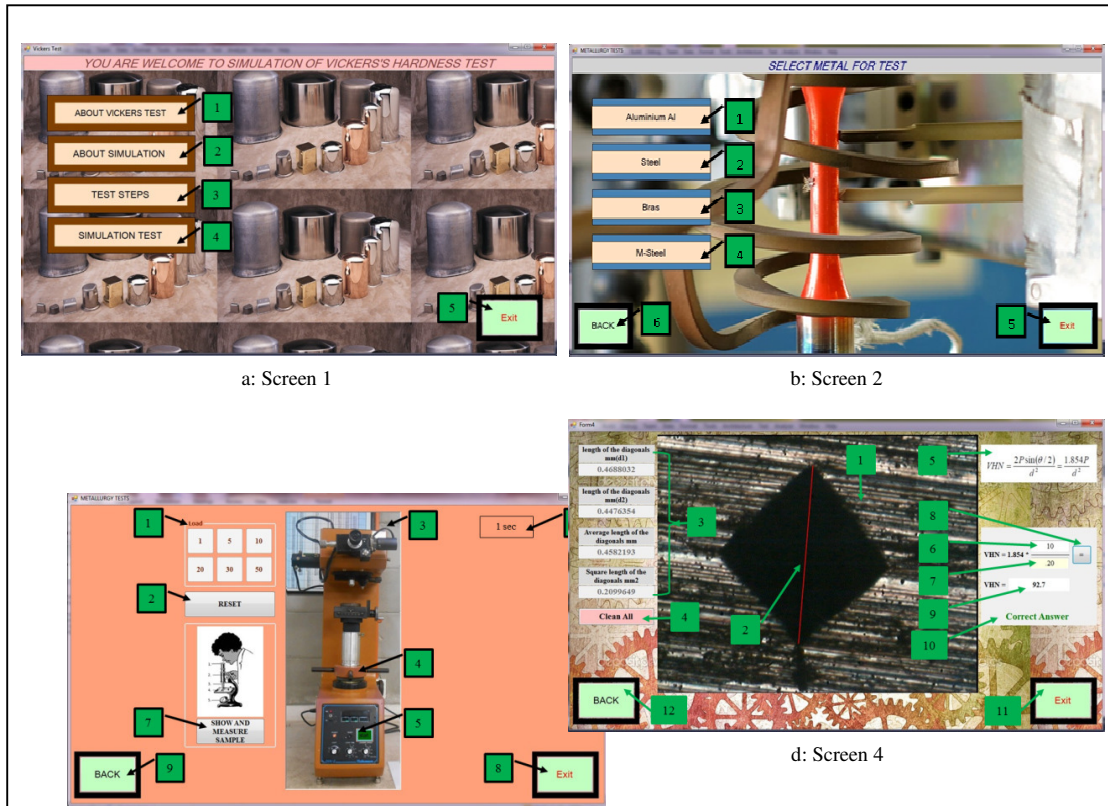 Vickers Test
YOU ARE WELCOME TO SIMULATION OF VICKERS'S HARDNESS TEST
ABOUT VICKERS TEST
1
ABOUT SIMULATION
2
TEST STEPS
3
SIMULATION TEST
4
5
Exit
a: Screen 1
METALLURGY TESTS
SELECT METAL FOR TEST
Aluminium Al
1
Steel
2
Bras
3
M-Steel
4
BACK
6
5
Exit
b: Screen 2
METALLURGY TESTS
1
Load
1 5 10
20 30 50
2
RESET
3
1 sec
4
5
7
SHOW AND
MEASURE
SAMPLE
BACK
9
8
Exit
Form4
length of the diagonals
mm(d1)
0.4688032
length of the diagonals
mm(d2)
0.4476354
Average length of the
diagonals mm
0.4582193
Square length of the
diagonals mm2
0.2099649
Clean All
1
2
3
4
5
VHN = 2P sin(θ/2) / d² = 1.854P / d²
8
6
7
9
10
VHN = 1.854 *
10
20
=
VHN =
92.7
Correct Answer
BACK
12
11
Exit
d: Screen 4